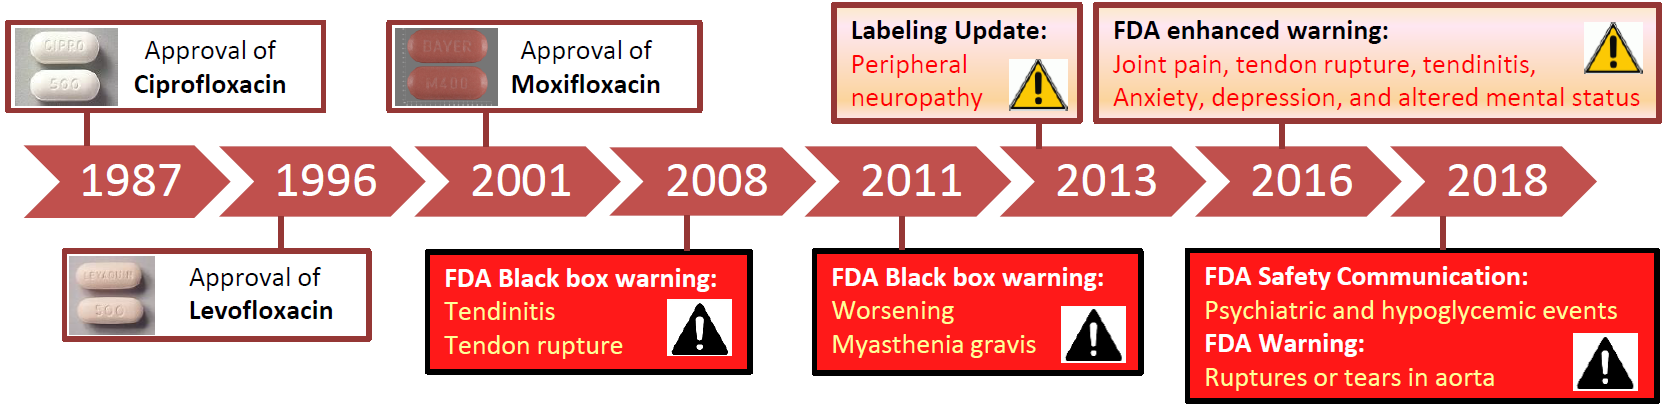 CIPRO
500
Approval of
Ciprofloxacin
BAYER
M400
Approval of
Moxifloxacin
Labeling Update:
Peripheral
neuropathy
FDA enhanced warning:
Joint pain, tendon rupture, tendinitis,
Anxiety, depression, and altered mental status
1987
1996
2001
2008
2011
2013
2016
2018
LEVAQUIN
500
Approval of
Levofloxacin
FDA Black box warning:
Tendinitis
Tendon rupture
FDA Black box warning:
Worsening
Myasthenia gravis
FDA Safety Communication:
Psychiatric and hypoglycemic events
FDA Warning:
Ruptures or tears in aorta